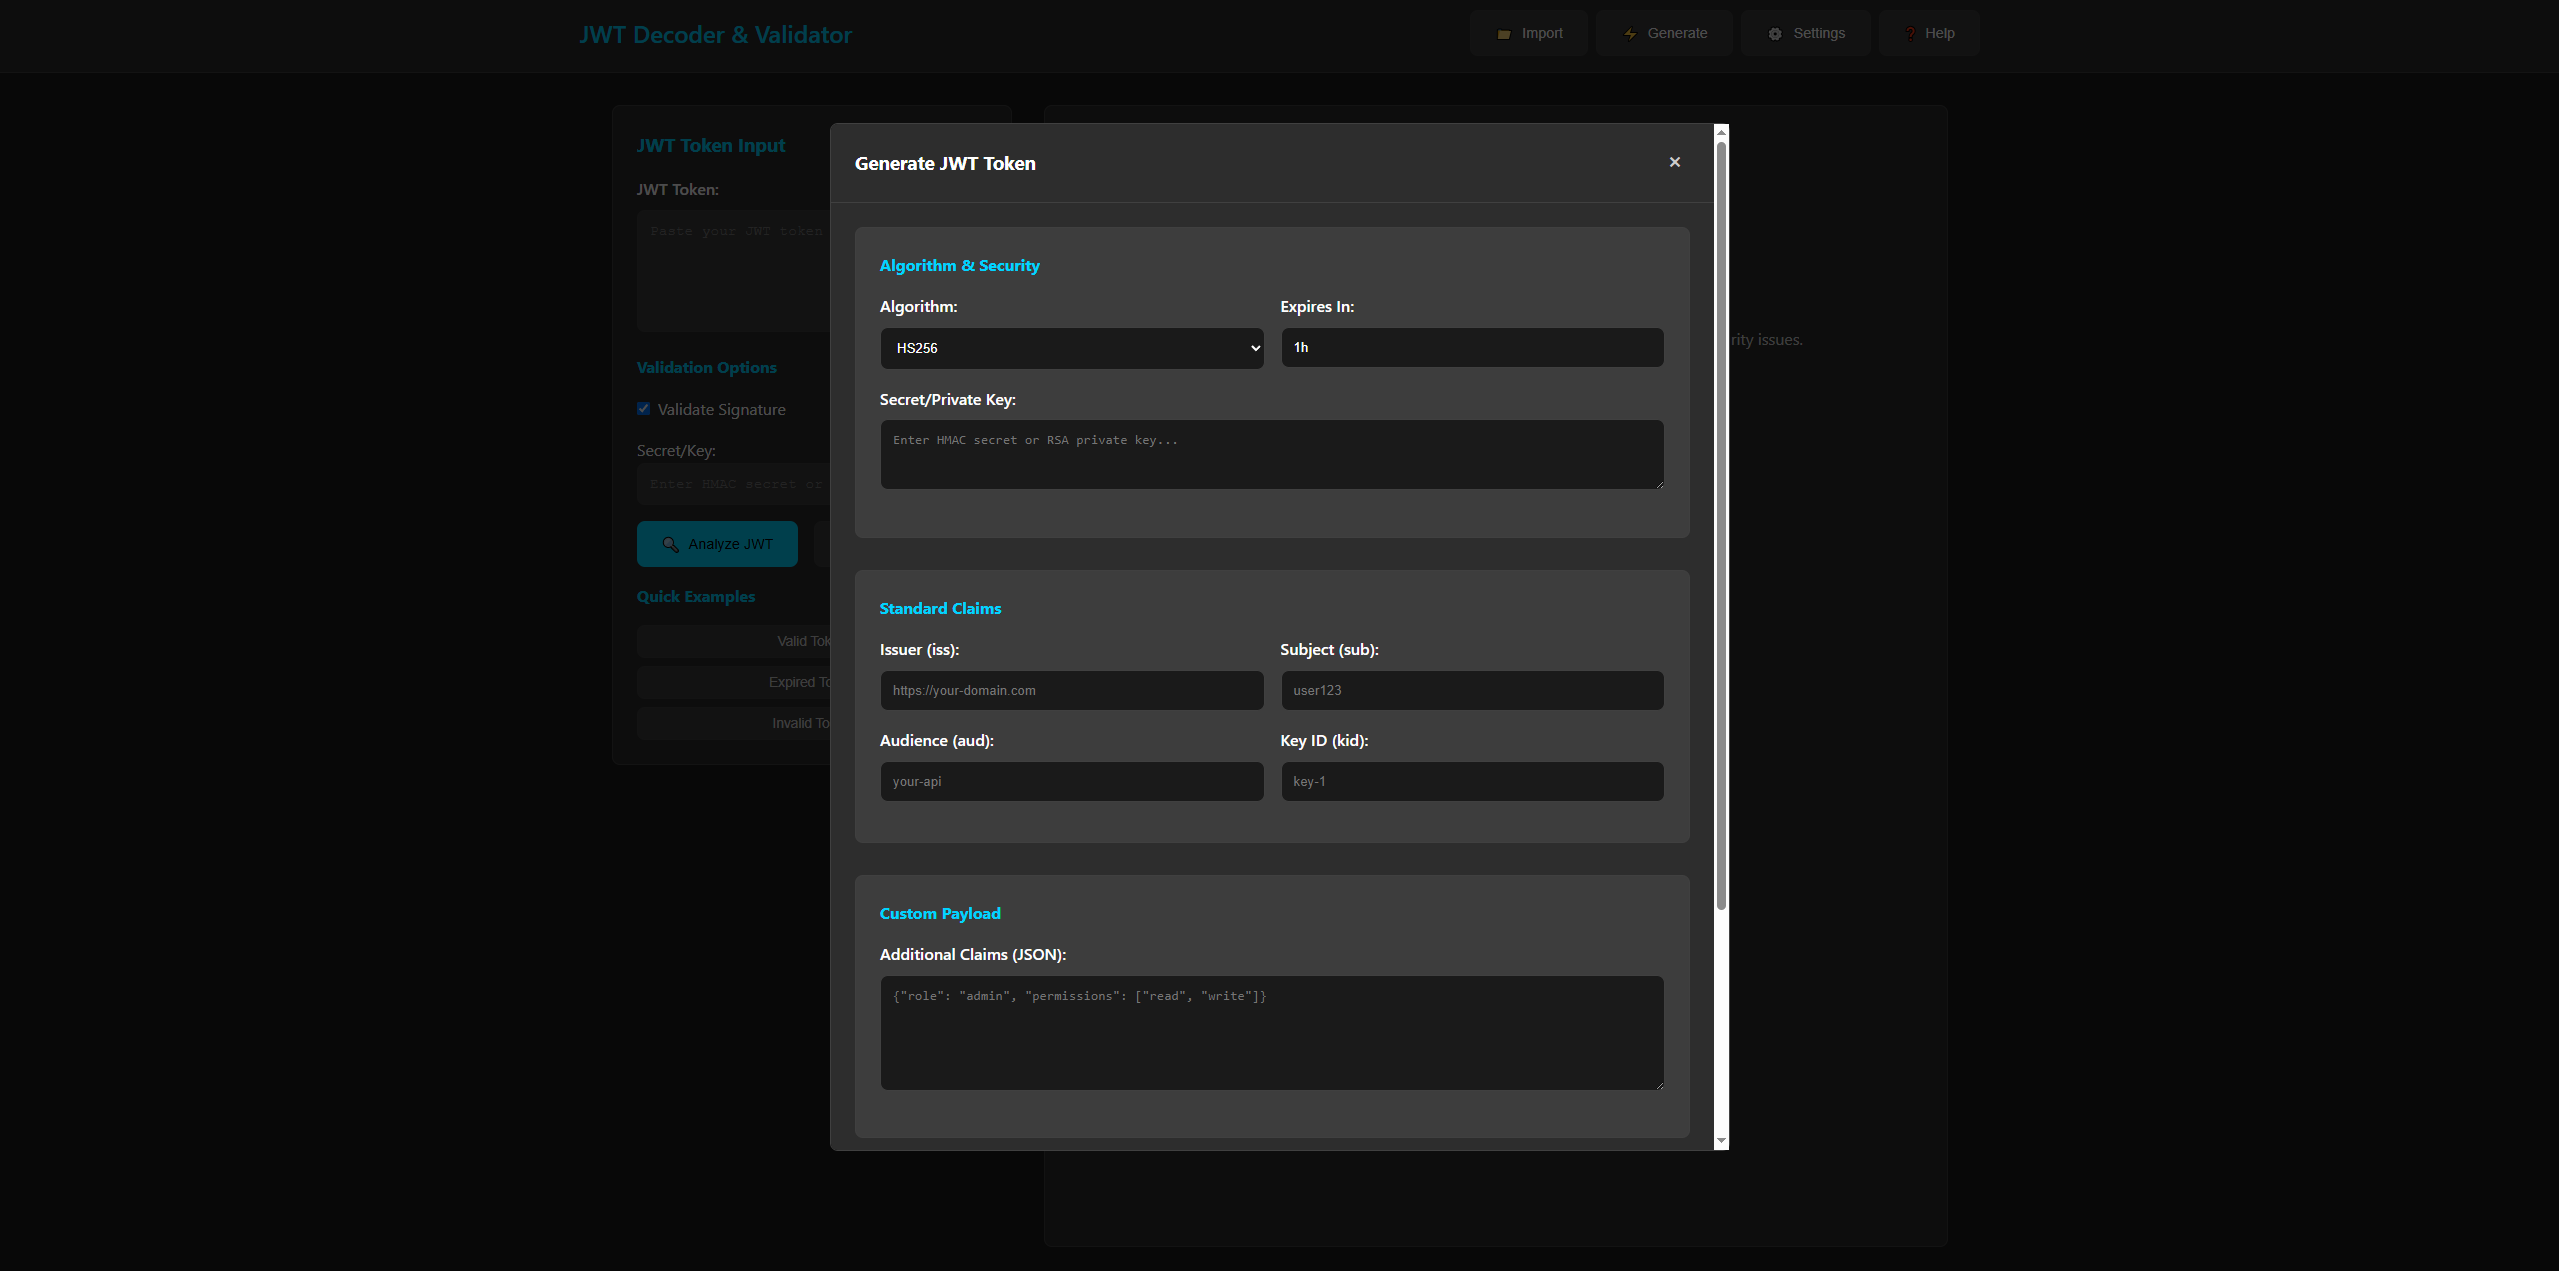 JWT Decoder & Validator
Import
Generate
Settings
Help
JWT Token Input
JWT Token:
Paste your JWT token
Validation Options
Validate Signature
Secret/Key:
Enter HMAC secret or
Analyze JWT
Quick Examples
Valid Tok
Expired To
Invalid To
rity issues.
Generate JWT Token
Algorithm & Security
Algorithm:
Expires In:
HS256
1h
Secret/Private Key:
Enter HMAC secret or RSA private key...
Standard Claims
Issuer (iss):
Subject (sub):
https://your-domain.com
user123
Audience (aud):
Key ID (kid):
your-api
key-1
Custom Payload
Additional Claims (JSON):
{"role": "admin", "permissions": ["read", "write"]}